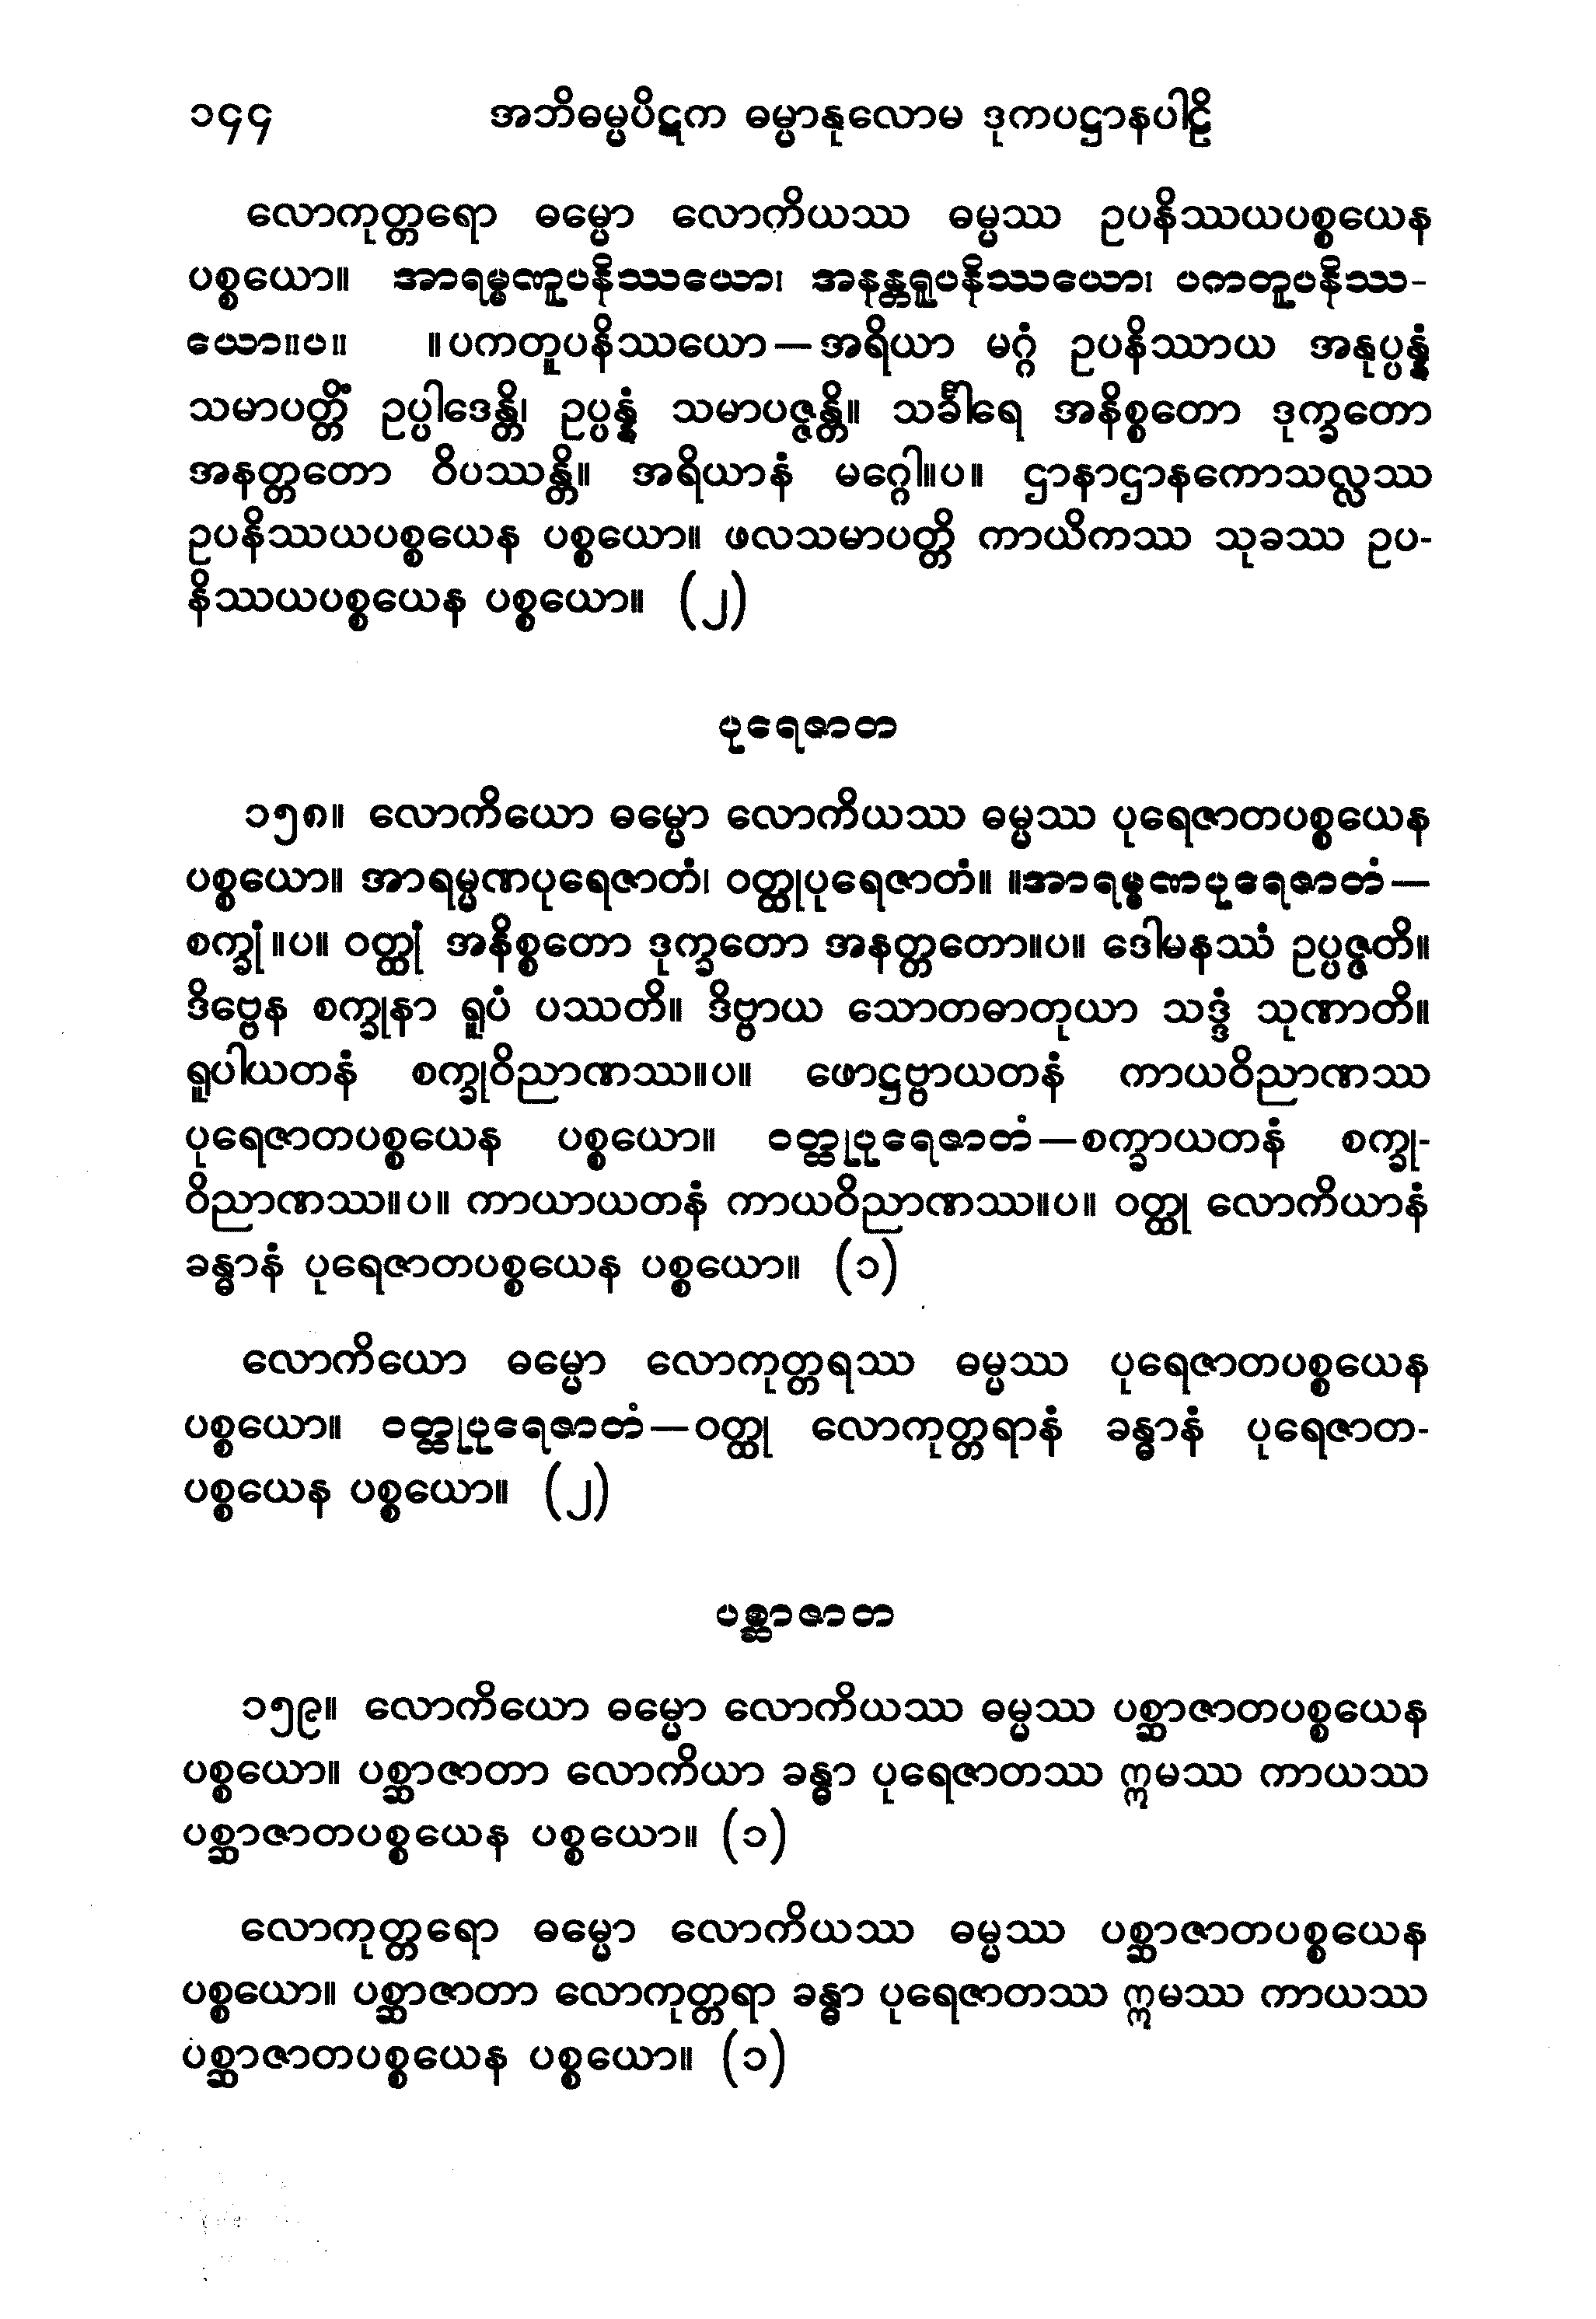 ၁၄၄ အဘိဓမ္မပိဋက ဓမ္မာနုလောမ ဒုကပဋ္ဌာနပါဠိ
လောကုတ္တရော ဓမ္မော လောကိယဿ ဓမ္မဿ ဥပနိဿယပစ္စယေန
ပစ္စယော။ အာရမ္မဏူပနိဿယော၊ အနန္တရူပနိဿယော၊ ပကတူပနိဿ-
ယော။ပ။ ။ပကတူပနိဿယော—အရိယာ မဂ္ဂံ ဥပနိဿာယ အနုပ္ပန္နံ
သမာပတ္တိံ ဥပ္ပါဒေန္တိ၊ ဥပ္ပန္နံ သမာပဇ္ဇန္တိ။ သင်္ခါရေ အနိစ္စတော ဒုက္ခတော
အနတ္တတော ဝိပဿန္တိ။ အရိယာနံ မဂ္ဂေါ။ပ။ ဌာနာဌာနကောသလ္လဿ
ဥပနိဿယပစ္စယေန ပစ္စယော။ ဖလသမာပတ္တိ ကာယိကဿ သုခဿ ဥပ-
နိဿယပစ္စယေန ပစ္စယော။ (၂)
ပုရေဇာတ
၁၅၈။ လောကိယော ဓမ္မော လောကိယဿ ဓမ္မဿ ပုရေဇာတပစ္စယေန
ပစ္စယော။ အာရမ္မဏပုရေဇာတံ၊ ဝတ္ထုပုရေဇာတံ။ ။အာရမ္မဏပုရေဇာတံ—
စက္ခုံ။ပ။ ဝတ္ထုံ အနိစ္စတော ဒုက္ခတော အနတ္တတော။ပ။ ဒေါမနဿံ ဥပ္ပဇ္ဇတိ။
ဒိဗ္ဗေန စက္ခုနာ ရူပံ ပဿတိ။ ဒိဗ္ဗာယ သောတဓာတုယာ သဒ္ဒံ သုဏာတိ။
ရူပါယတနံ စက္ခုဝိညာဏဿ။ပ။ ဖောဋ္ဌဗ္ဗာယတနံ ကာယဝိညာဏဿ
ပုရေဇာတပစ္စယေန ပစ္စယော။ ဝတ္ထုပုရေဇာတံ—စက္ခာယတနံ စက္ခု-
ဝိညာဏဿ။ပ။ ကာယာယတနံ ကာယဝိညာဏဿ။ပ။ ဝတ္ထု လောကိယာနံ
ခန္ဓာနံ ပုရေဇာတပစ္စယေန ပစ္စယော။ (၁)
လောကိယော ဓမ္မော လောကုတ္တရဿ ဓမ္မဿ ပုရေဇာတပစ္စယေန
ပစ္စယော။ ဝတ္ထုပုရေဇာတံ—ဝတ္ထု လောကုတ္တရာနံ ခန္ဓာနံ ပုရေဇာတ-
ပစ္စယေန ပစ္စယော။ (၂)
ပစ္ဆာဇာတ
၁၅၉။ လောကိယော ဓမ္မော လောကိယဿ ဓမ္မဿ ပစ္ဆာဇာတပစ္စယေန
ပစ္စယော။ ပစ္ဆာဇာတာ လောကိယာ ခန္ဓာ ပုရေဇာတဿ ဣမဿ ကာယဿ
ပစ္ဆာဇာတပစ္စယေန ပစ္စယော။ (၁)
လောကုတ္တရော ဓမ္မော လောကိယဿ ဓမ္မဿ ပစ္ဆာဇာတပစ္စယေန
ပစ္စယော။ ပစ္ဆာဇာတာ လောကုတ္တရာ ခန္ဓာ ပုရေဇာတဿ ဣမဿ ကာယဿ
ပစ္ဆာဇာတပစ္စယေန ပစ္စယော။ (၁)